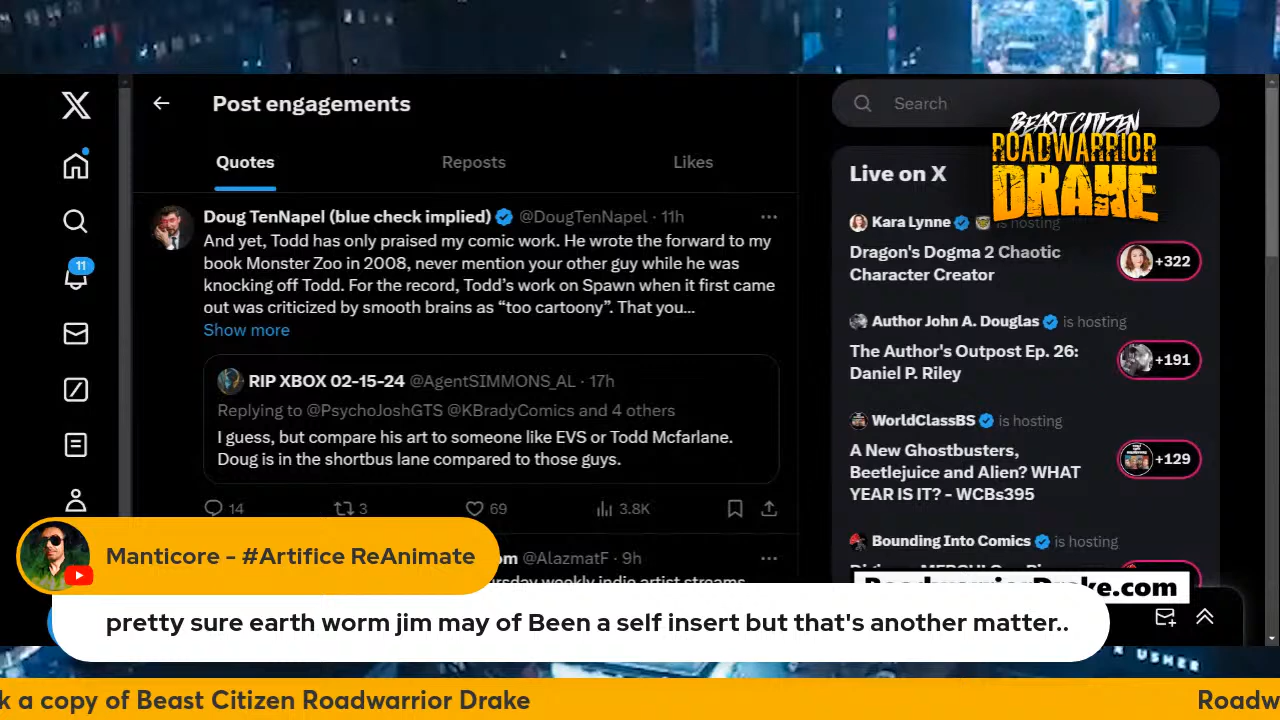 Post engagements
Quotes
Reposts
Likes
Doug TenNapel (blue check implied) @DougTenNapel · 11h
And yet, Todd has only praised my comic work. He wrote the forward to my
book Monster Zoo in 2008, never mention your other guy while he was
knocking off Todd. For the record, Todd's work on Spawn when it first came
out was criticized by smooth brains as “too cartoony”. That you...
Show more
RIP XBOX 02-15-24 @AgentSIMMONS_AL · 17h
Replying to @PsychoJoshGTS @KBradyComics and 4 others
I guess, but compare his art to someone like EVS or Todd Mcfarlane.
Doug is in the shortbus lane compared to those guys.
14
3
69
3.8K
@AlazmatF · 9h
weekly indie artist streams
11
Search
BEAST CITIZEN
ROADWARRIOR
DRAKE
Live on X
Kara Lynne is hosting
Dragon's Dogma 2 Chaotic
Character Creator
+322
Author John A. Douglas is hosting
The Author's Outpost Ep. 26:
Daniel P. Riley
+191
WorldClassBS is hosting
A New Ghostbusters,
Beetlejuice and Alien? WHAT
YEAR IS IT? - WCBs395
+129
Bounding Into Comics is hosting
RoadwarriorDrake.com
Manticore - #Artifice ReAnimate
pretty sure earth worm jim may of Been a self insert but that's another matter..
USHER
k a copy of Beast Citizen Roadwarrior Drake
Roadw